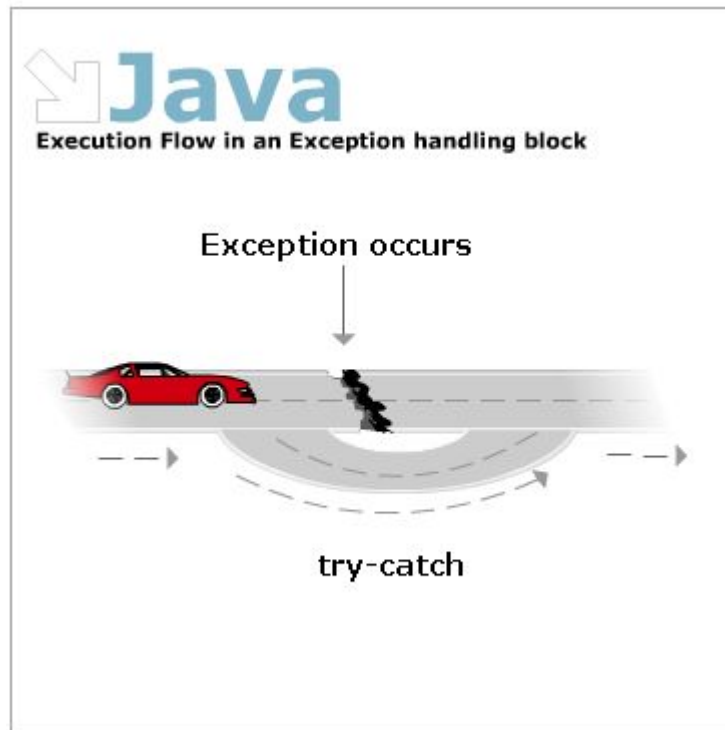 Java
Execution Flow in an Exception handling block
Exception occurs
try-catch